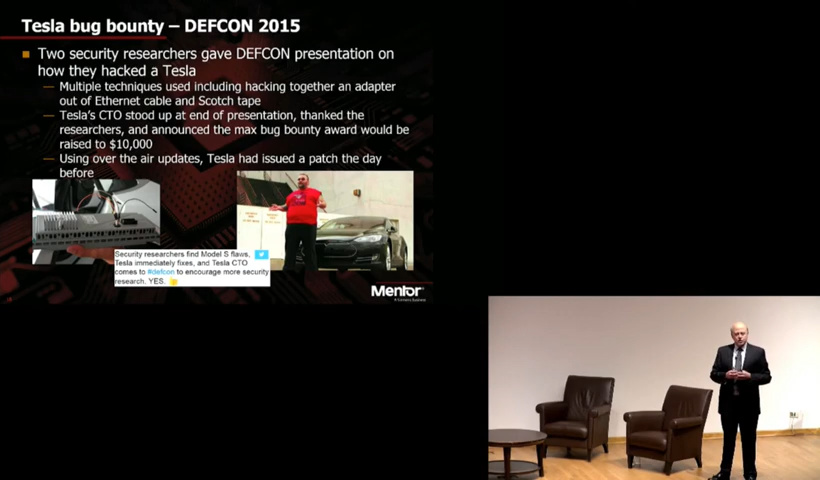 Tesla bug bounty – DEFCON 2015
Two security researchers gave DEFCON presentation on
how they hacked a Tesla
— Multiple techniques used including hacking together an adapter
out of Ethernet cable and Scotch tape
— Tesla's CTO stood up at end of presentation, thanked the
researchers, and announced the max bug bounty award would be
raised to $10,000
— Using over the air updates, Tesla had issued a patch the day
before
Security researchers find Model S flaws,
Tesla immediately fixes, and Tesla CTO
comes to #defcon to encourage more security
research. YES.
Mentor
A Siemens Business